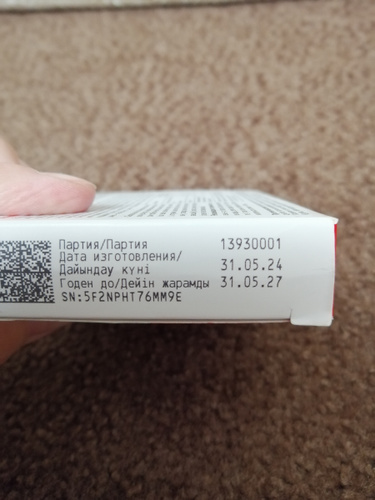 Партия/Партия 13930001
Дата изготовления/
Дайындау күні 31.05.24
Годен до/Дейін жарамды 31.05.27
SN:5F2NPHT76MM9E